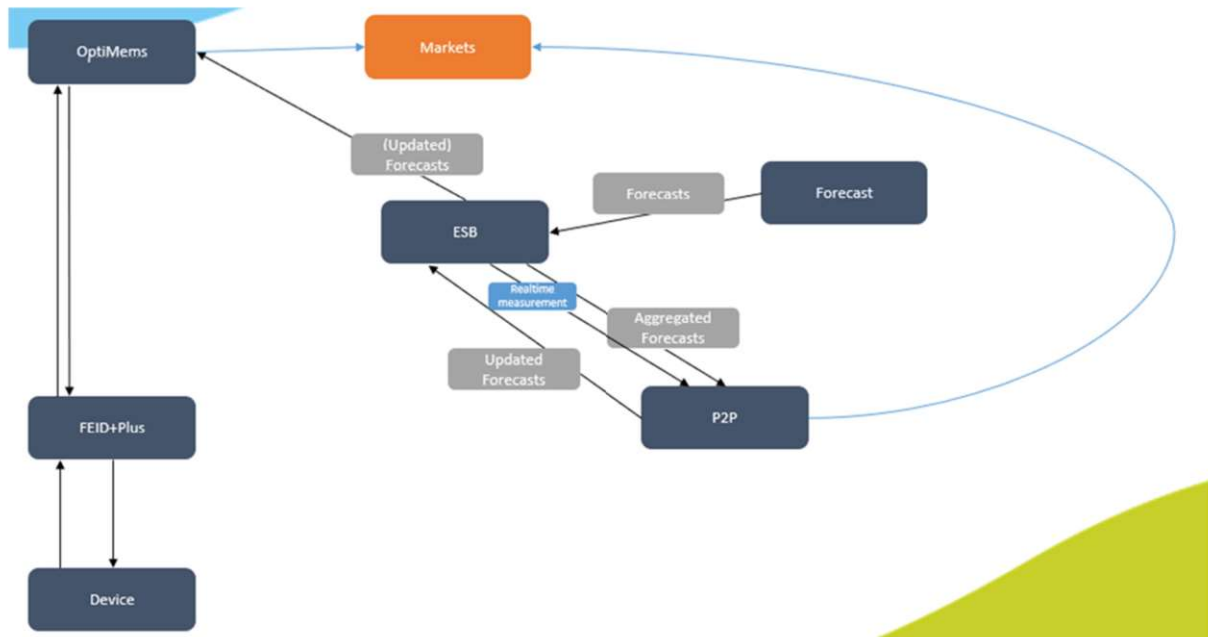 OptiMems
Markets
(Updated)
Forecasts
Forecasts
Forecast
ESB
Realtime
measurement
Aggregated
Forecasts
Updated
Forecasts
P2P
FEID+Plus
Device